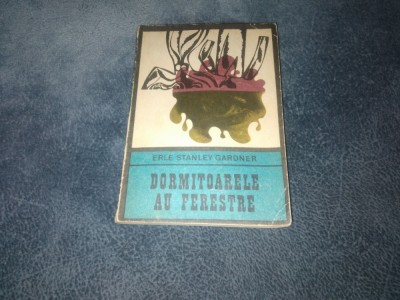 ERLE STANLEY GARDNER
DORMITOARELE
AU FERESTRE